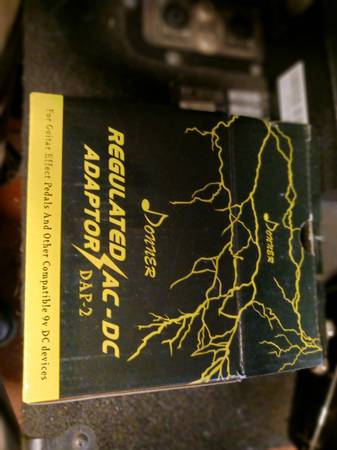 DONNER
DONNER
REGULATED AC-DC
ADAPTOR DAP-2
For Guitar Effect Pedals And Other Compatible 9v DC devices